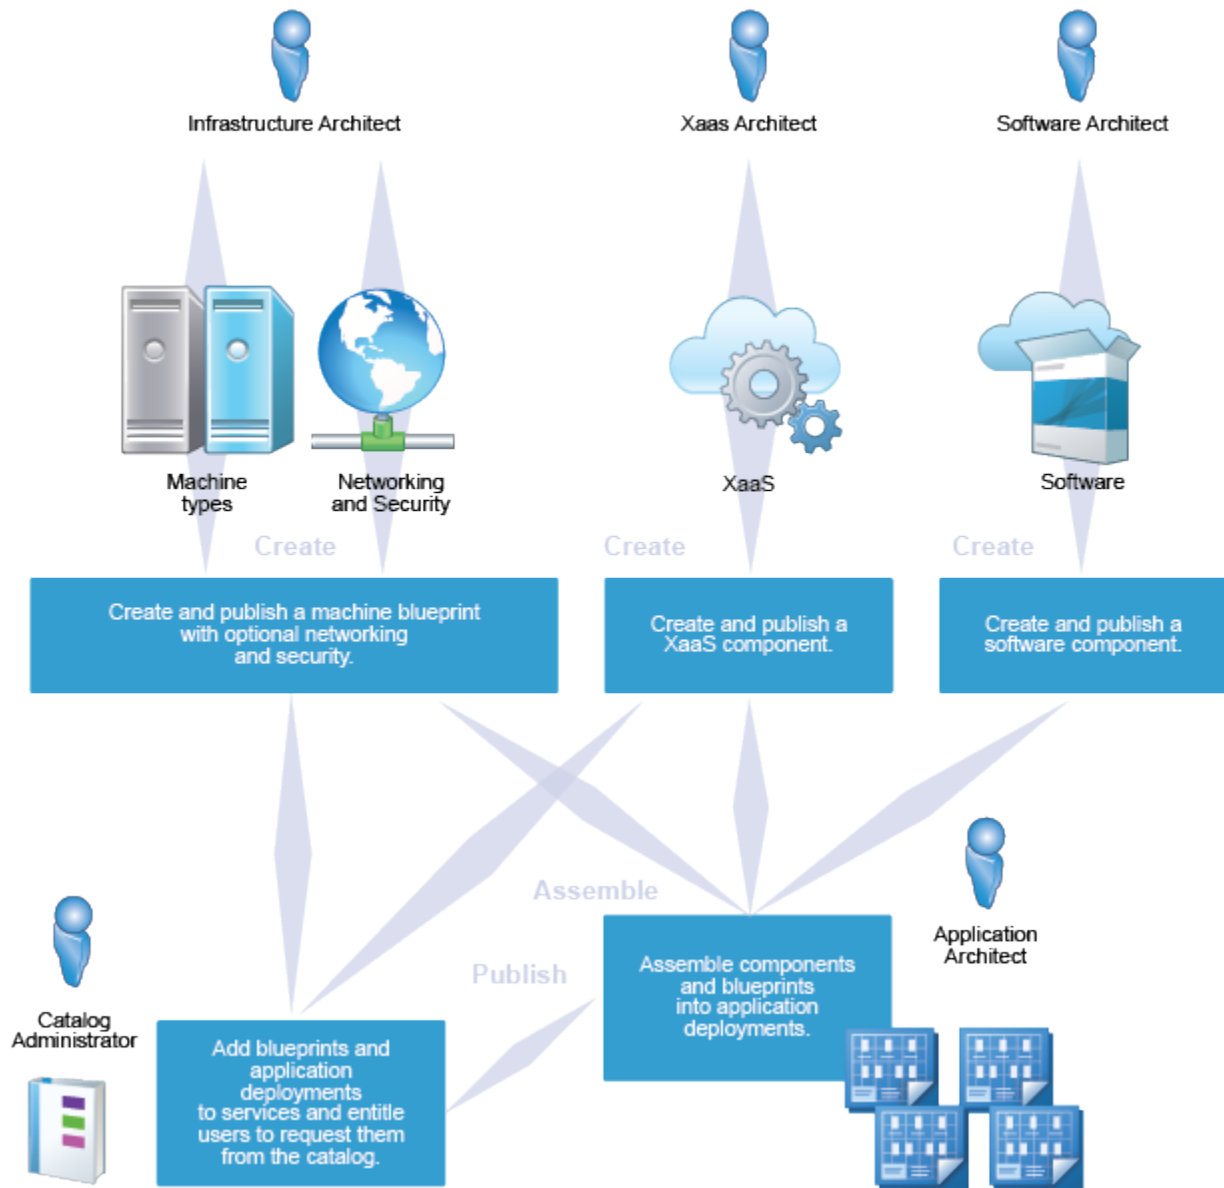 Infrastructure Architect
Xaas Architect
Software Architect
Machine
types
Networking
and Security
XaaS
Software
Create
Create
Create
Create and publish a machine blueprint
with optional networking
and security.
Create and publish a
XaaS component.
Create and publish a
software component.
Assemble
Application
Architect
Publish
Assemble components
and blueprints
into application
deployments.
Catalog
Administrator
Add blueprints and
application
deployments
to services and entitle
users to request them
from the catalog.